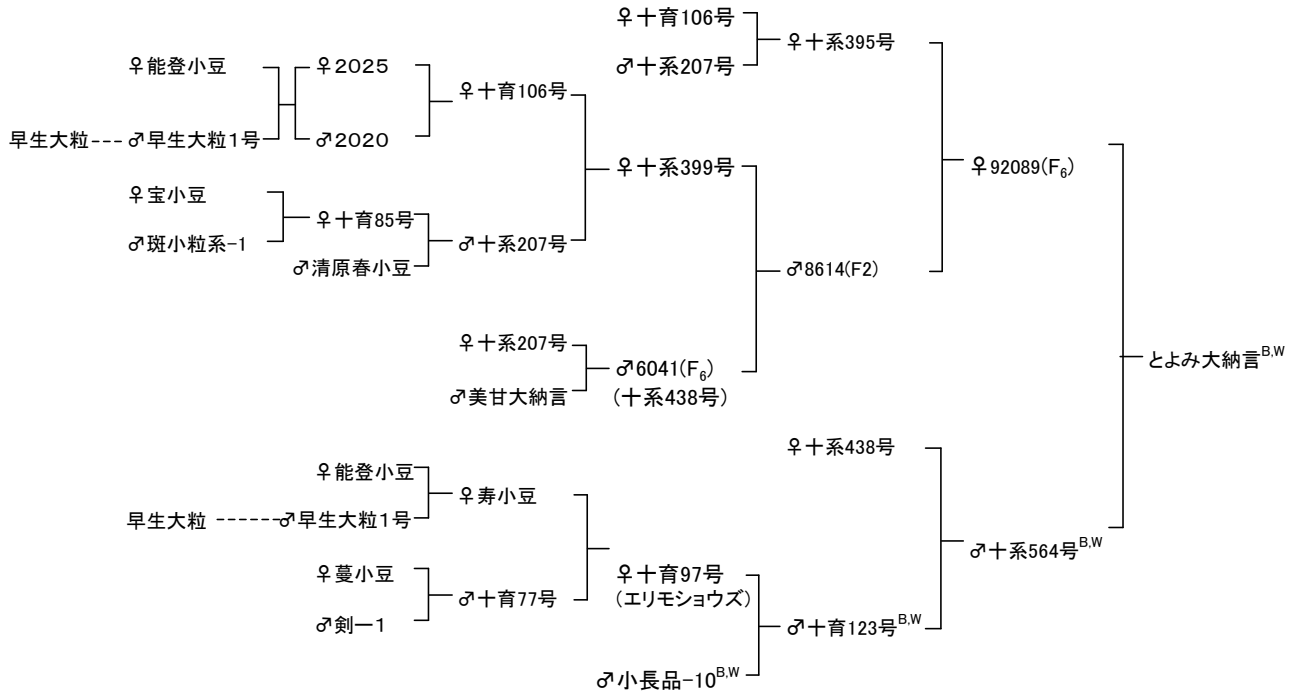 ♀十育106号
♀十系395号
♂十系207号
♀能登小豆
♀2025
♀十育106号
早生大粒---♂早生大粒1号
♂2020
♀十系399号
♀92089(F6)
♀宝小豆
♀十育85号
♂斑小粒系-1
♂十系207号
♂清原春小豆
♂8614(F2)
♀十系207号
♂6041(F6)
(十系438号)
♂美甘大納言
とよみ大納言B,W
♀十系438号
♀能登小豆
♀寿小豆
早生大粒 ------♂早生大粒1号
♂十系564号B,W
♀蔓小豆
♀十育97号
(エリモショウズ)
♂十育77号
♂剣-1
♂十育123号B,W
♂小長品-10B,W